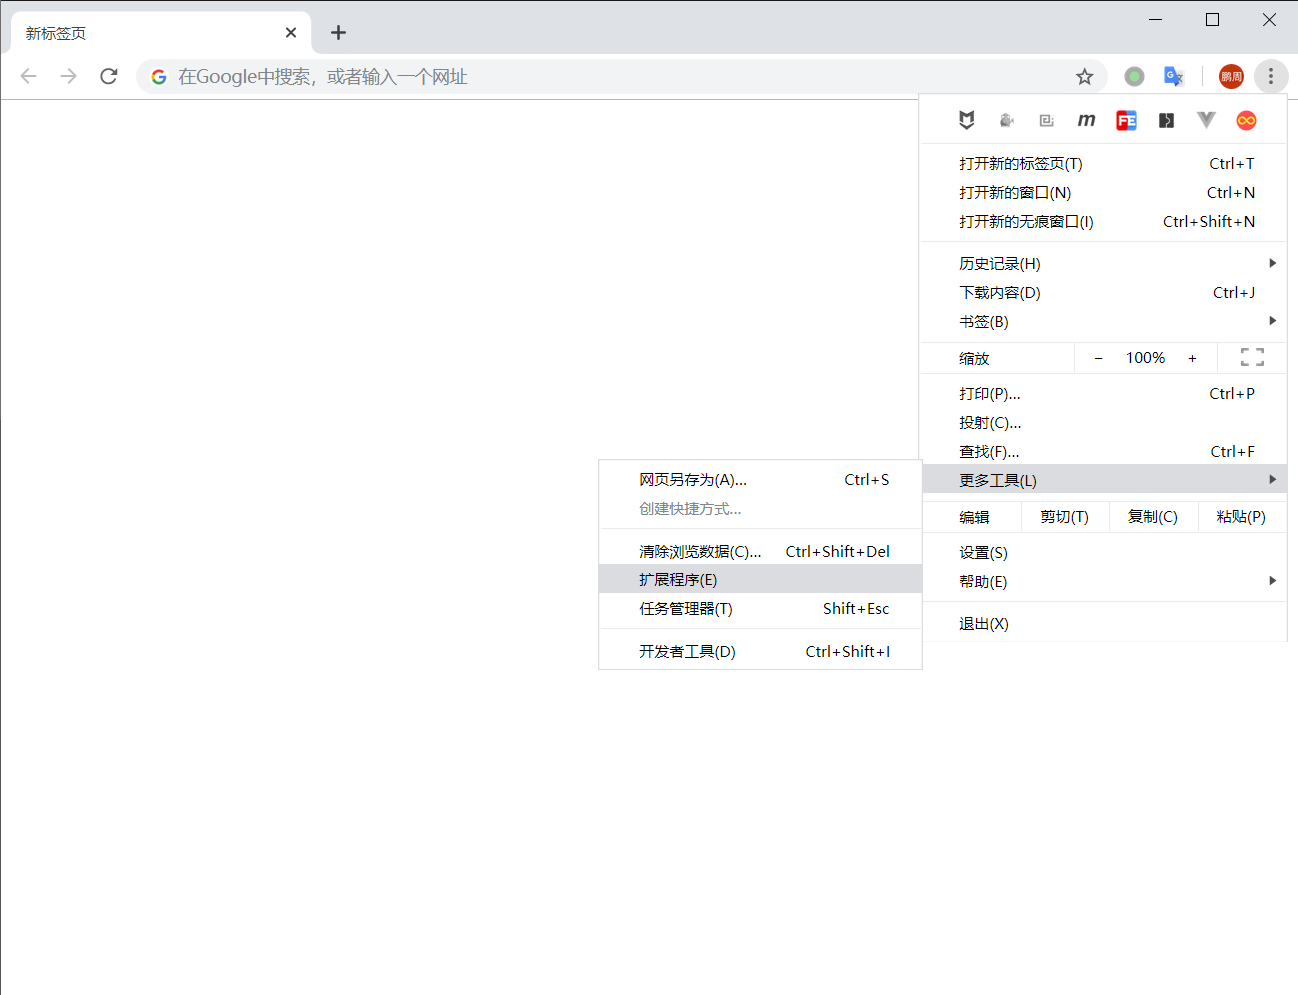 新标签页
在Google中搜索，或者输入一个网址
鹏周
m
FE
打开新的标签页(T) Ctrl+T
打开新的窗口(N) Ctrl+N
打开新的无痕窗口(I) Ctrl+Shift+N
历史记录(H)
下载内容(D) Ctrl+J
书签(B)
缩放 − 100% +
打印(P)... Ctrl+P
投射(C)...
查找(F)... Ctrl+F
更多工具(L)
编辑 剪切(T) 复制(C) 粘贴(P)
设置(S)
帮助(E)
退出(X)
网页另存为(A)... Ctrl+S
创建快捷方式...
清除浏览数据(C)... Ctrl+Shift+Del
扩展程序(E)
任务管理器(T) Shift+Esc
开发者工具(D) Ctrl+Shift+I